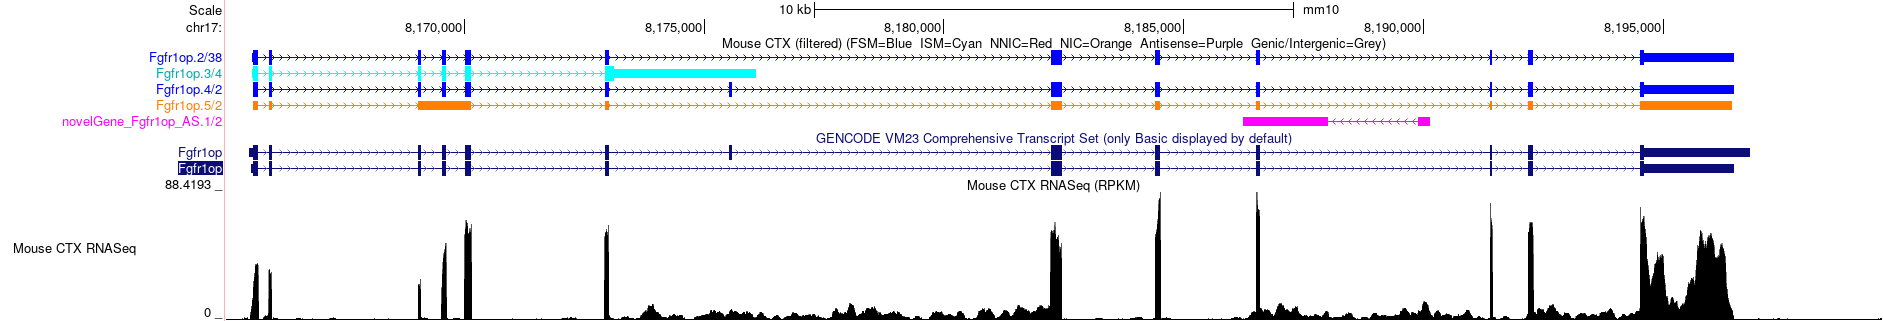 Scale 10 kb mm10
chr17: 8,170,000 8,175,000 8,180,000 8,185,000 8,190,000 8,195,000
Mouse CTX (filtered) (FSM=Blue ISM=Cyan NNIC=Red NIC=Orange Antisense=Purple Genic/Intergenic=Grey)
Fgfr1op.2/38
Fgfr1op.3/4
Fgfr1op.4/2
Fgfr1op.5/2
novelGene_Fgfr1op_AS.1/2
GENCODE VM23 Comprehensive Transcript Set (only Basic displayed by default)
Fgfr1op
Fgfr1op
88.4193 _ Mouse CTX RNASeq (RPKM)
Mouse CTX RNASeq
0 _